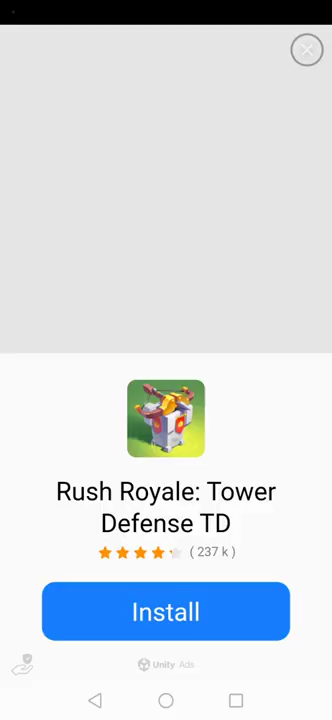 Rush Royale: Tower
Defense TD
( 237 k )
Install
Unity Ads